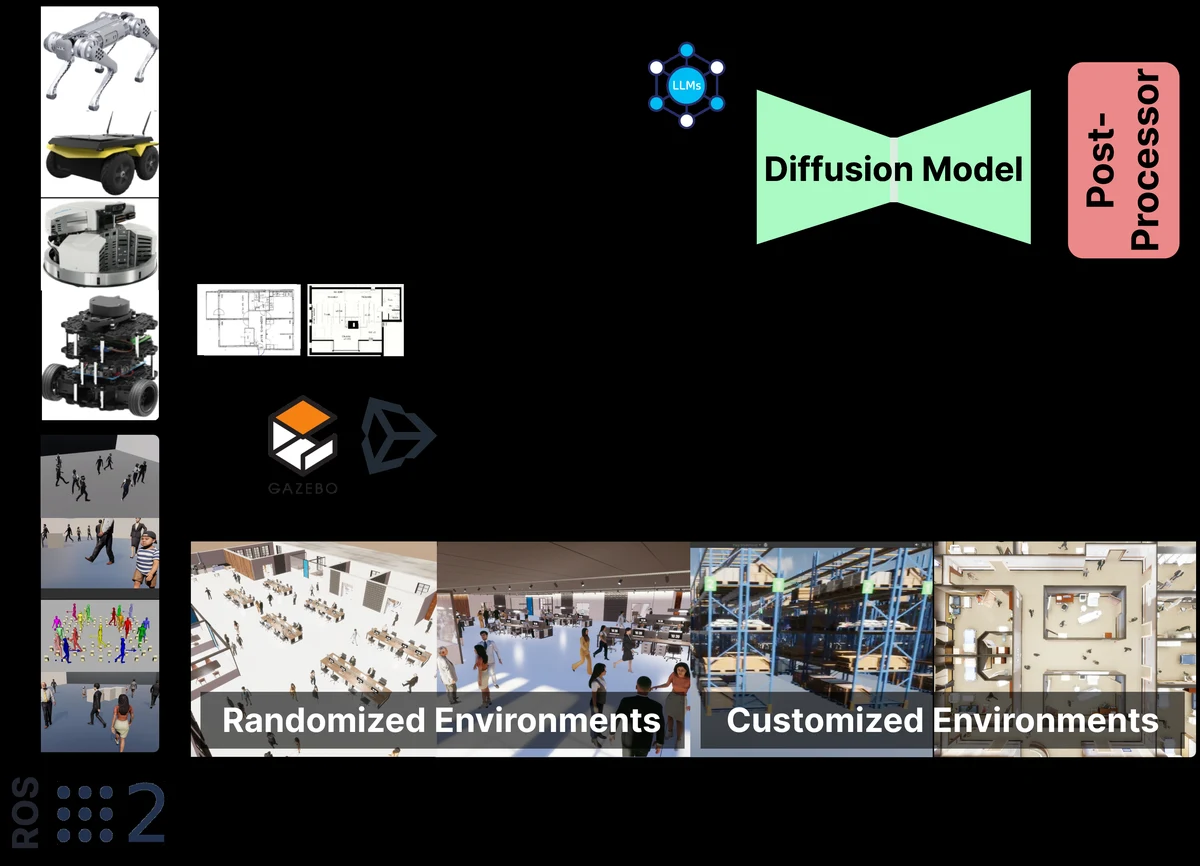 LLMs
Diffusion Model
Post-
Processor
GAZEBO
Randomized Environments
Customized Environments
ROS
2